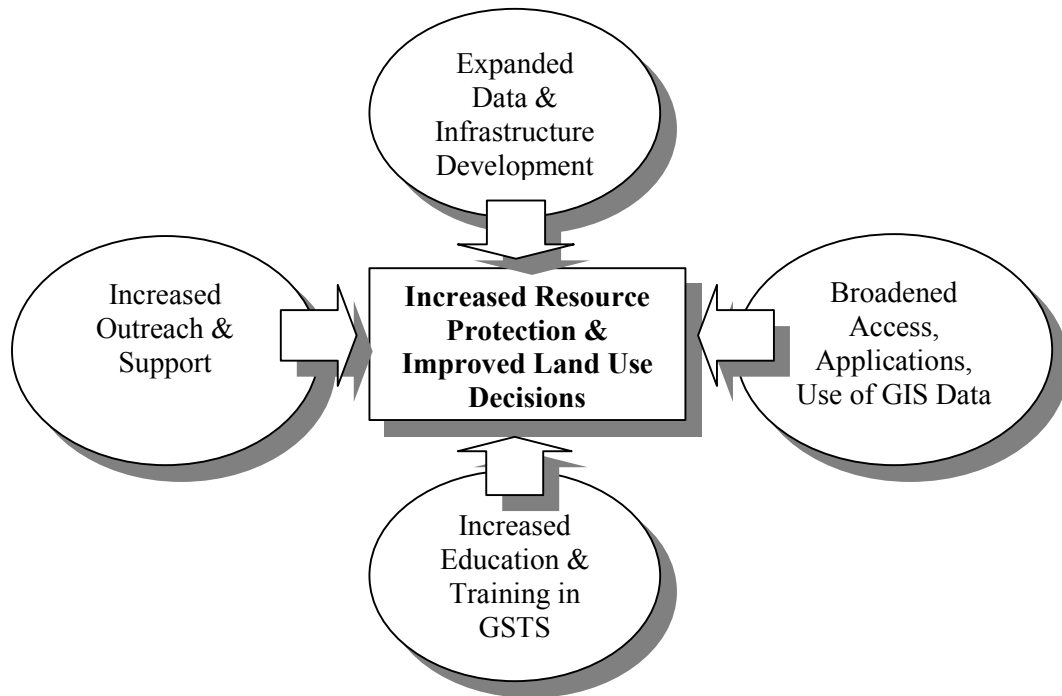 Expanded
Data &
Infrastructure
Development
Increased
Outreach &
Support
Increased Resource
Protection &
Improved Land Use
Decisions
Broadened
Access,
Applications,
Use of GIS Data
Increased
Education &
Training in
GSTS